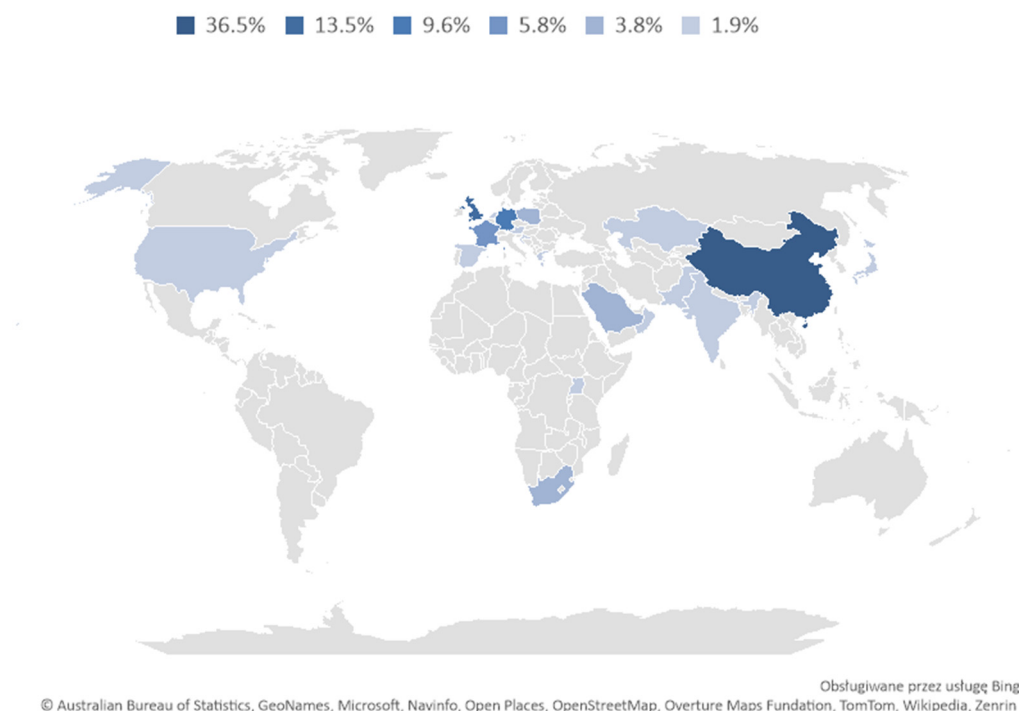 36.5% 13.5% 9.6% 5.8% 3.8% 1.9%
Obsługiwane przez usługę Bing
© Australian Bureau of Statistics, GeoNames, Microsoft, Navinfo, Open Places, OpenStreetMap, Overture Maps Fundation, TomTom, Wikipedia, Zenrin